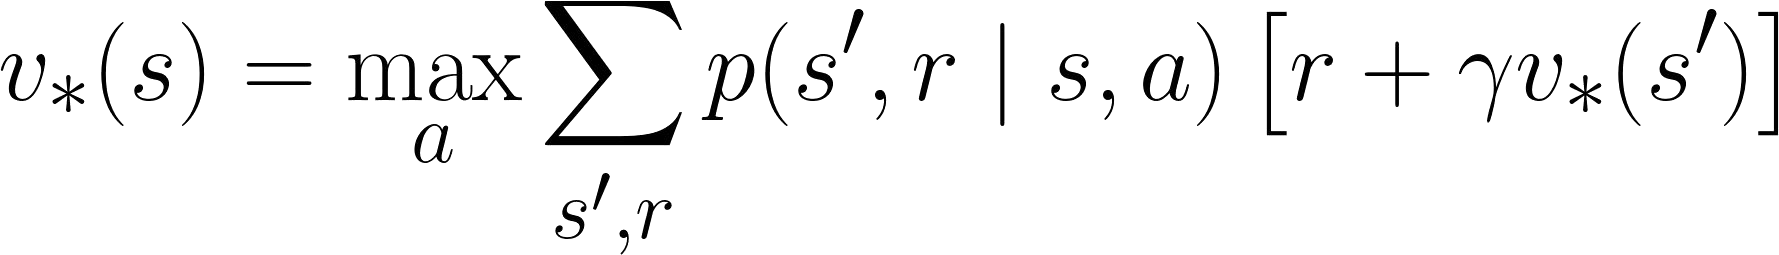 v_*(s) = \max_a \sum_{s',r} p(s', r \mid s, a) \left[ r + \gamma v_*(s') \right]